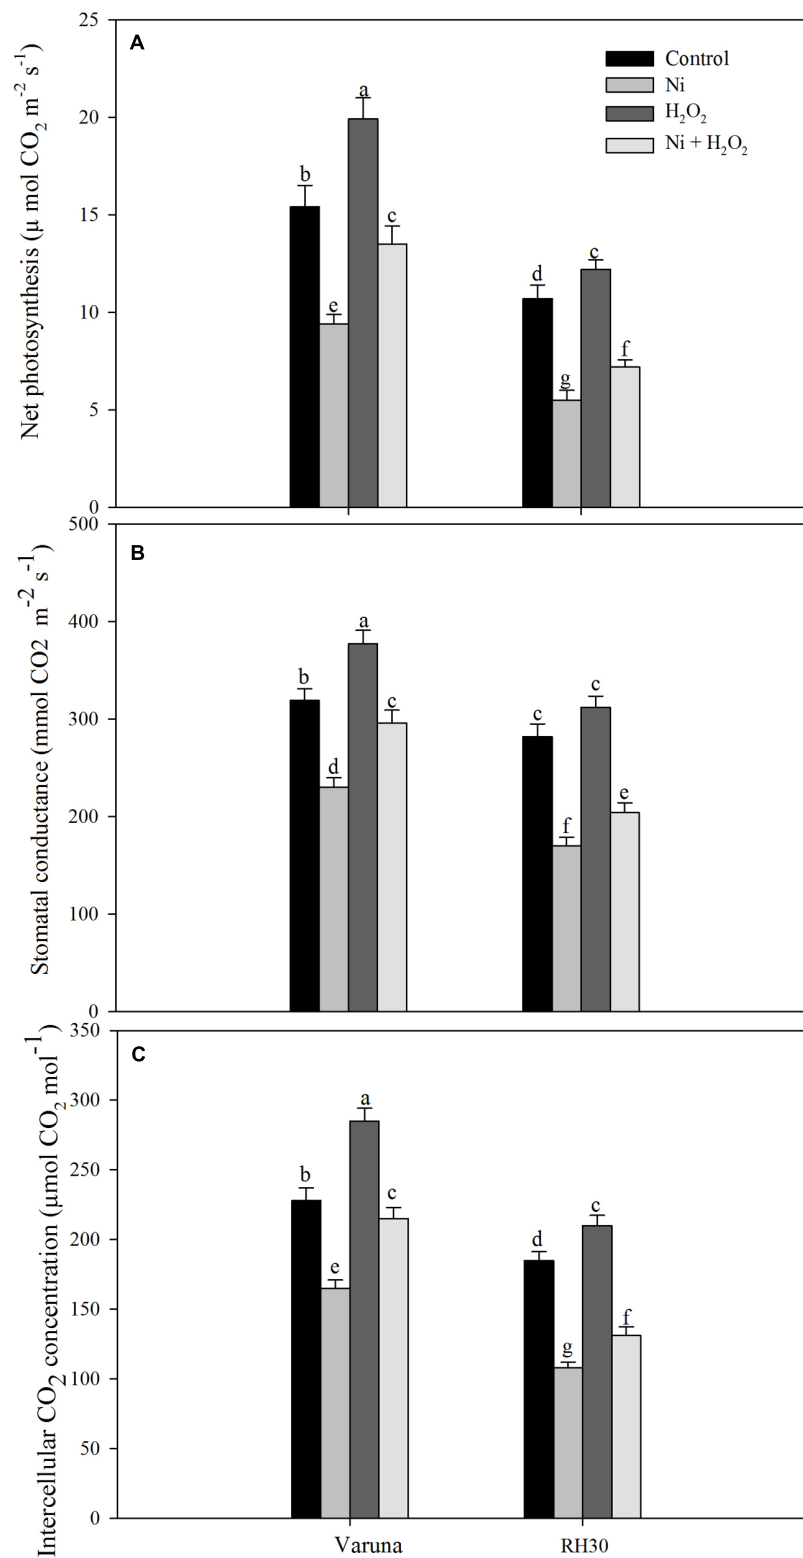 A
Net photosynthesis (µ mol CO₂ m⁻² s⁻¹)
25
20
15
10
5
0
Control
Ni
H₂O₂
Ni + H₂O₂
b
e
a
c
d
g
c
f
B
Stomatal conductance (mmol CO2 m⁻² s⁻¹)
500
400
300
200
100
0
b
d
a
c
c
f
c
e
C
Intercellular CO₂ concentration (µmol CO₂ mol⁻¹)
350
300
250
200
150
100
50
0
b
e
a
c
d
g
c
f
Varuna
RH30